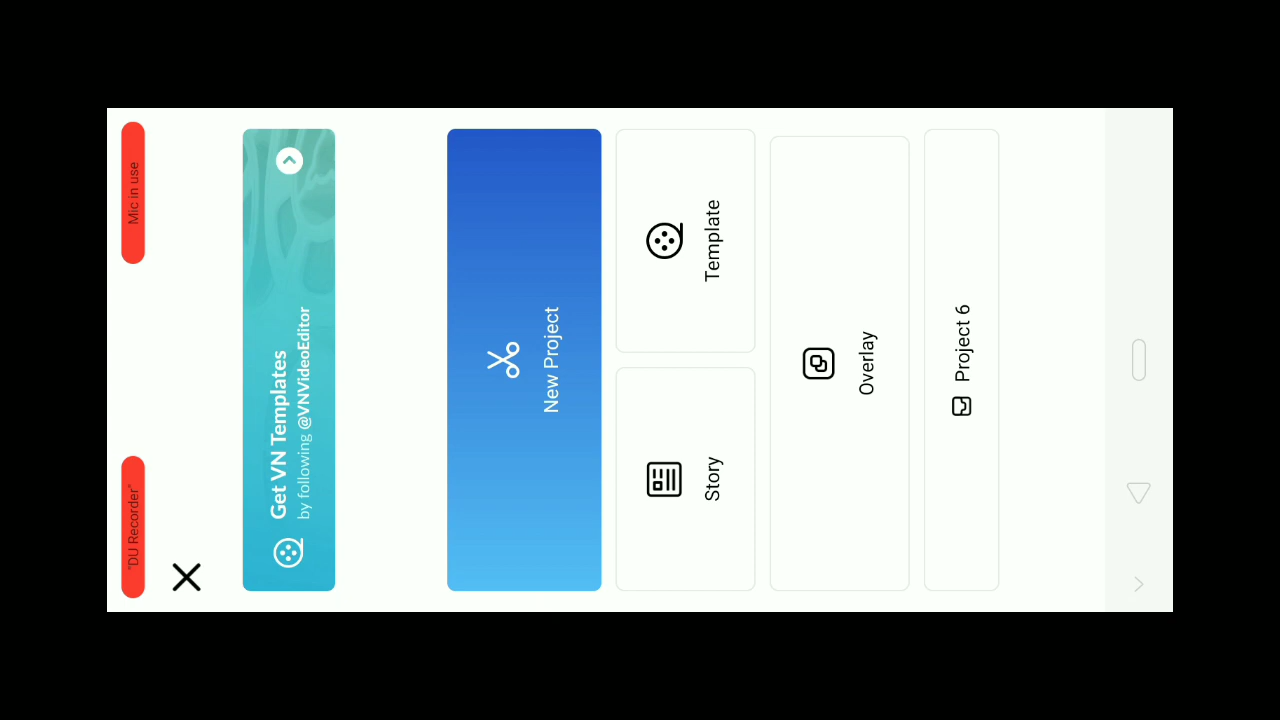 "DU Recorder"
Mic in use
Get VN Templates
by following @VNVideoEditor
New Project
Story
Template
Overlay
Project 6